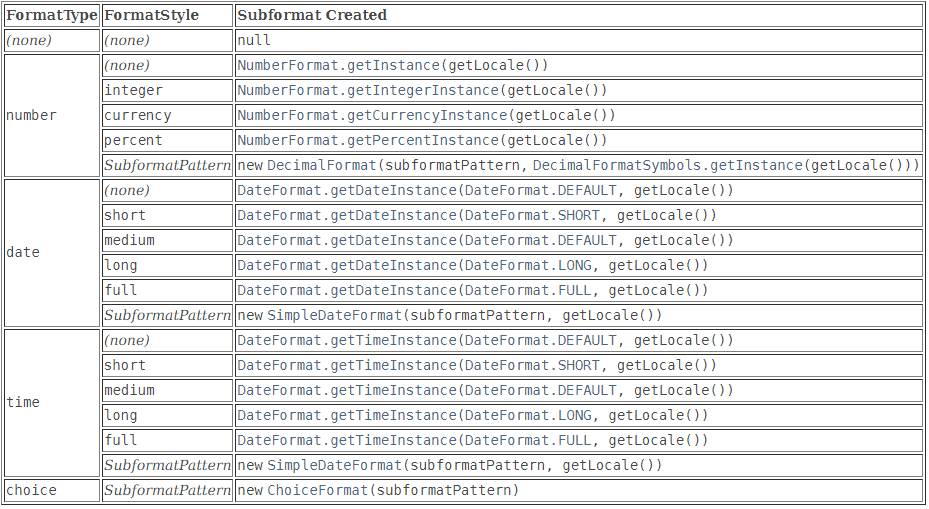 FormatType FormatStyle Subformat Created
(none) (none) null
number (none) NumberFormat.getInstance(getLocale())
integer NumberFormat.getIntegerInstance(getLocale())
currency NumberFormat.getCurrencyInstance(getLocale())
percent NumberFormat.getPercentInstance(getLocale())
SubformatPattern new DecimalFormat(subformatPattern, DecimalFormatSymbols.getInstance(getLocale()))
date (none) DateFormat.getDateInstance(DateFormat.DEFAULT, getLocale())
short DateFormat.getDateInstance(DateFormat.SHORT, getLocale())
medium DateFormat.getDateInstance(DateFormat.DEFAULT, getLocale())
long DateFormat.getDateInstance(DateFormat.LONG, getLocale())
full DateFormat.getDateInstance(DateFormat.FULL, getLocale())
SubformatPattern new SimpleDateFormat(subformatPattern, getLocale())
time (none) DateFormat.getTimeInstance(DateFormat.DEFAULT, getLocale())
short DateFormat.getTimeInstance(DateFormat.SHORT, getLocale())
medium DateFormat.getTimeInstance(DateFormat.DEFAULT, getLocale())
long DateFormat.getTimeInstance(DateFormat.LONG, getLocale())
full DateFormat.getTimeInstance(DateFormat.FULL, getLocale())
SubformatPattern new SimpleDateFormat(subformatPattern, getLocale())
choice SubformatPattern new ChoiceFormat(subformatPattern)